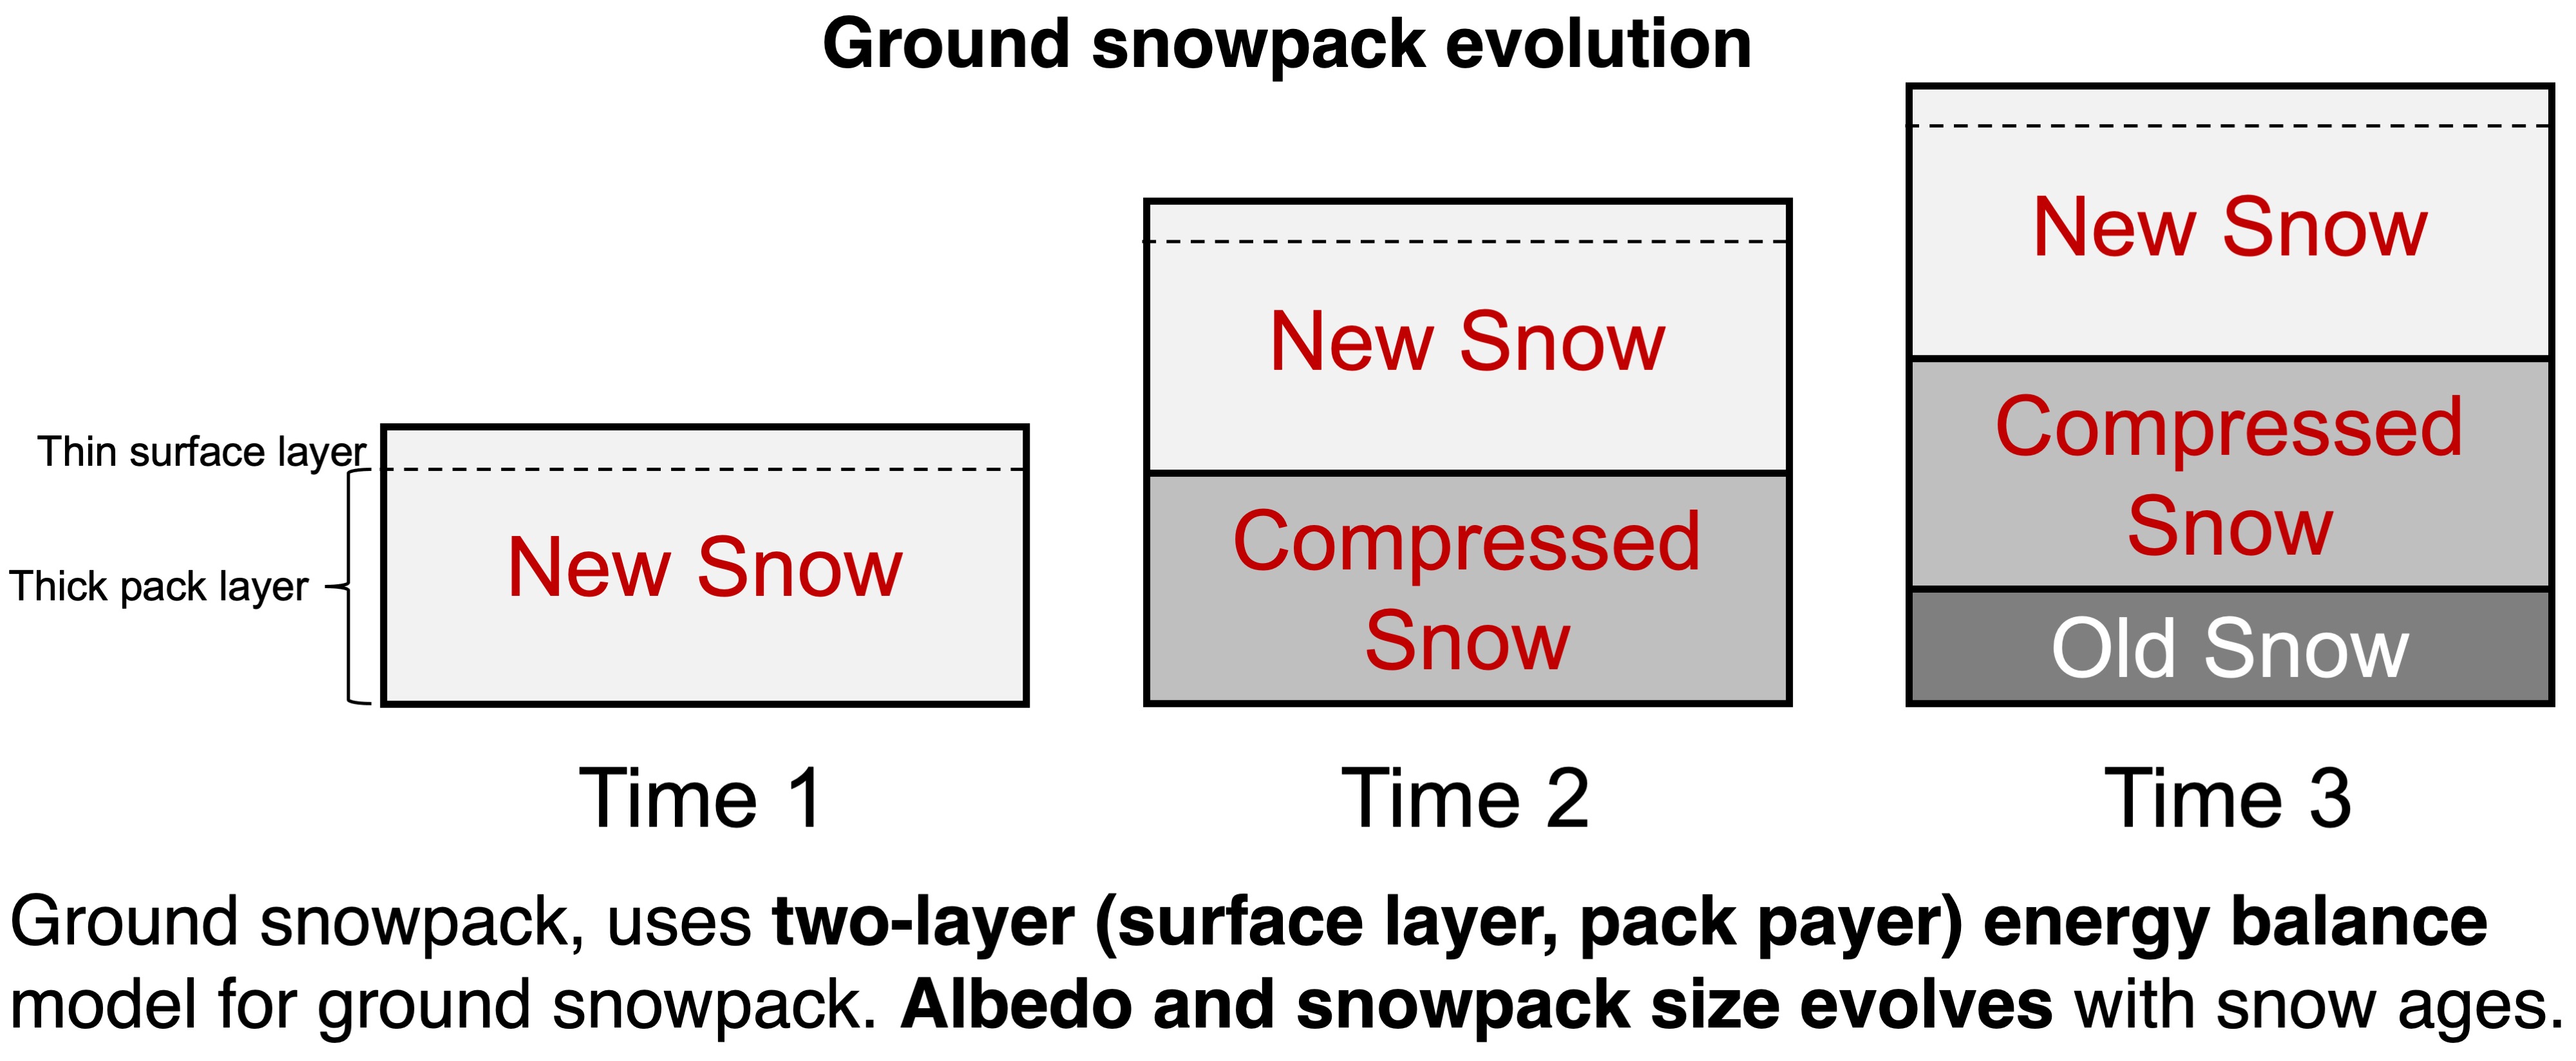 Ground snowpack evolution
Thin surface layer
Thick pack layer
New Snow
New Snow
Compressed
Snow
New Snow
Compressed
Snow
Old Snow
Time 1
Time 2
Time 3
Ground snowpack, uses two-layer (surface layer, pack payer) energy balance
model for ground snowpack. Albedo and snowpack size evolves with snow ages.